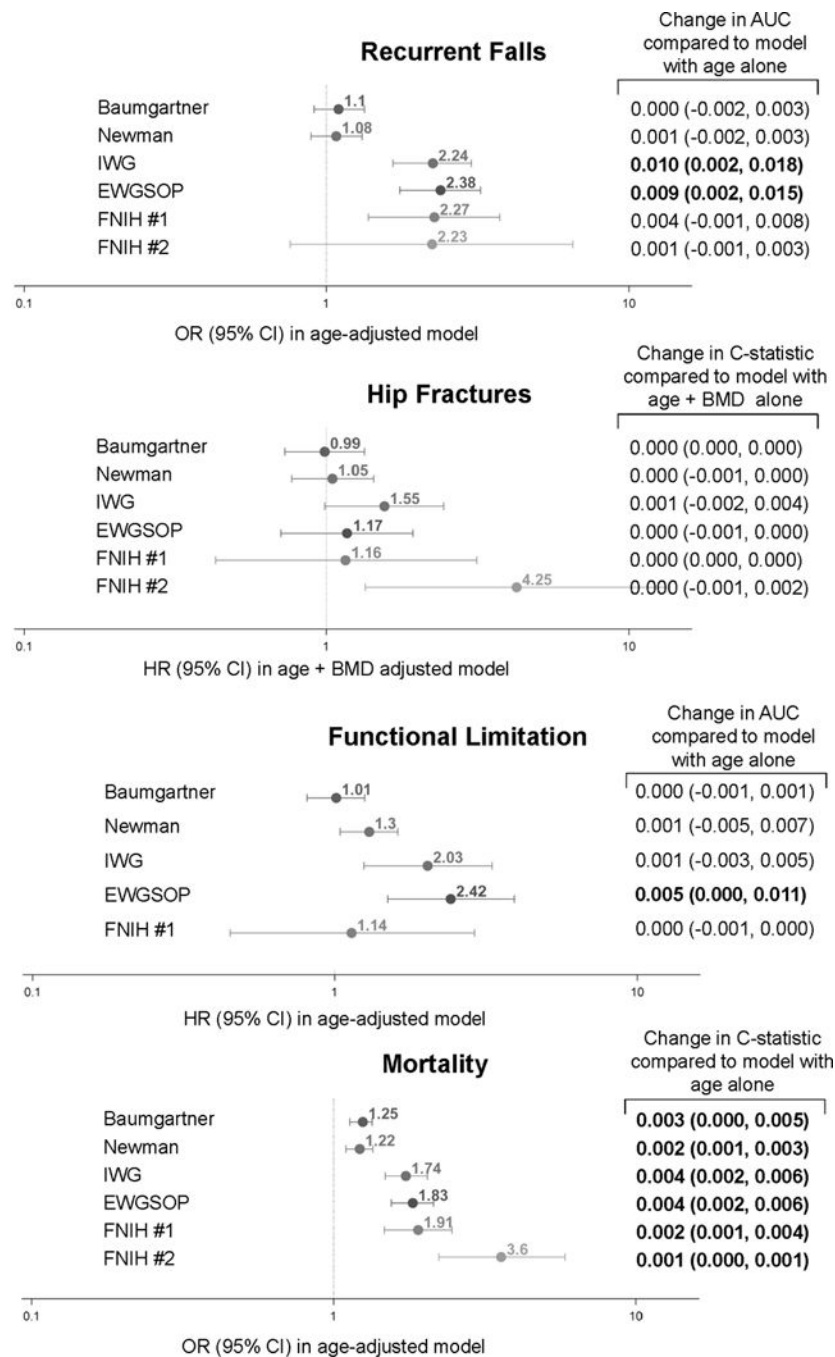 Change in AUC
compared to model
with age alone
Recurrent Falls
Baumgartner 1.1 0.000 (-0.002, 0.003)
Newman 1.08 0.001 (-0.002, 0.003)
IWG 2.24 0.010 (0.002, 0.018)
EWGSOP 2.38 0.009 (0.002, 0.015)
FNIH #1 2.27 0.004 (-0.001, 0.008)
FNIH #2 2.23 0.001 (-0.001, 0.003)
0.1 1 10
OR (95% CI) in age-adjusted model
Change in C-statistic
compared to model with
age + BMD alone
Hip Fractures
Baumgartner 0.99 0.000 (0.000, 0.000)
Newman 1.05 0.000 (-0.001, 0.000)
IWG 1.55 0.001 (-0.002, 0.004)
EWGSOP 1.17 0.000 (-0.001, 0.000)
FNIH #1 1.16 0.000 (0.000, 0.000)
FNIH #2 4.25 0.000 (-0.001, 0.002)
0.1 1 10
HR (95% CI) in age + BMD adjusted model
Change in AUC
compared to model
with age alone
Functional Limitation
Baumgartner 1.01 0.000 (-0.001, 0.001)
Newman 1.3 0.001 (-0.005, 0.007)
IWG 2.03 0.001 (-0.003, 0.005)
EWGSOP 2.42 0.005 (0.000, 0.011)
FNIH #1 1.14 0.000 (-0.001, 0.000)
0.1 1 10
HR (95% CI) in age-adjusted model
Change in C-statistic
compared to model with
age alone
Mortality
Baumgartner 1.25 0.003 (0.000, 0.005)
Newman 1.22 0.002 (0.001, 0.003)
IWG 1.74 0.004 (0.002, 0.006)
EWGSOP 1.83 0.004 (0.002, 0.006)
FNIH #1 1.91 0.002 (0.001, 0.004)
FNIH #2 3.6 0.001 (0.000, 0.001)
0.1 1 10
OR (95% CI) in age-adjusted model